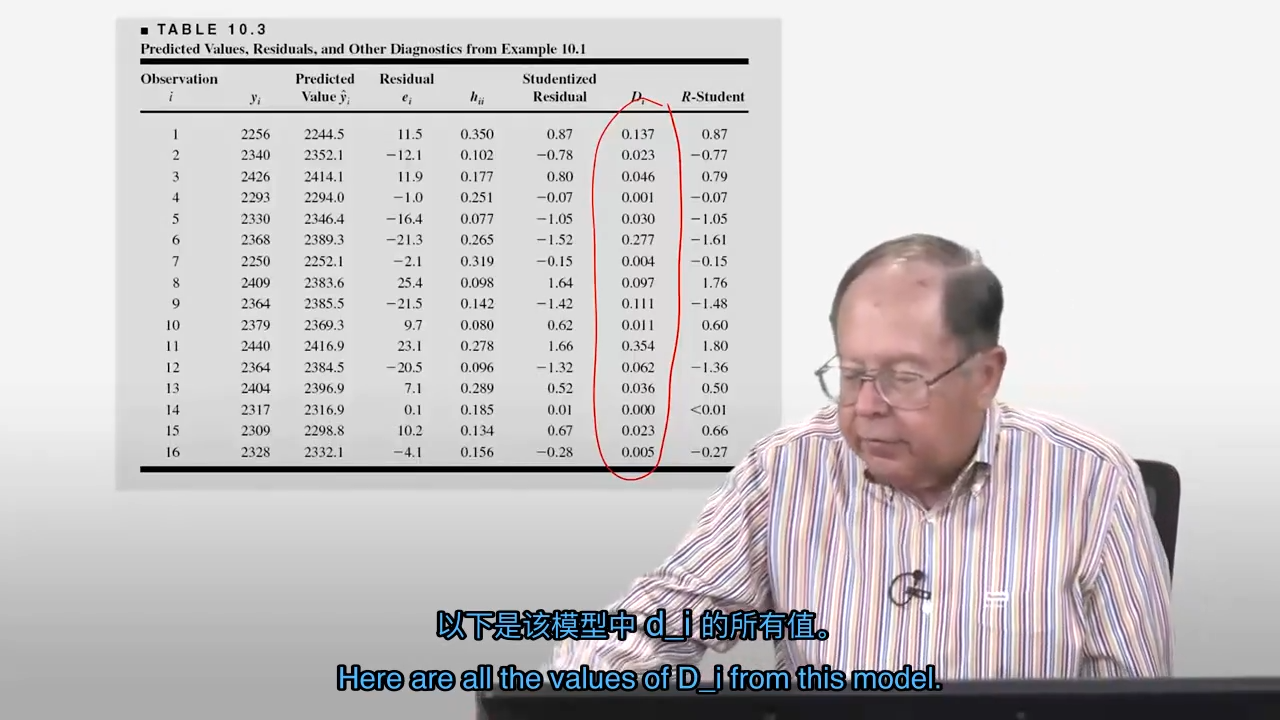 ■ TABLE 10.3
Predicted Values, Residuals, and Other Diagnostics from Example 10.1
Observation i yᵢ Predicted Value ŷᵢ Residual eᵢ hᵢᵢ Studentized Residual Dᵢ R-Student
1 2256 2244.5 11.5 0.350 0.87 0.137 0.87
2 2340 2352.1 −12.1 0.102 −0.78 0.023 −0.77
3 2426 2414.1 11.9 0.177 0.80 0.046 0.79
4 2293 2294.0 −1.0 0.251 −0.07 0.001 −0.07
5 2330 2346.4 −16.4 0.077 −1.05 0.030 −1.05
6 2368 2389.3 −21.3 0.265 −1.52 0.277 −1.61
7 2250 2252.1 −2.1 0.319 −0.15 0.004 −0.15
8 2409 2383.6 25.4 0.098 1.64 0.097 1.76
9 2364 2385.5 −21.5 0.142 −1.42 0.111 −1.48
10 2379 2369.3 9.7 0.080 0.62 0.011 0.60
11 2440 2416.9 23.1 0.278 1.66 0.354 1.80
12 2364 2384.5 −20.5 0.096 −1.32 0.062 −1.36
13 2404 2396.9 7.1 0.289 0.52 0.036 0.50
14 2317 2316.9 0.1 0.185 0.01 0.000 <0.01
15 2309 2298.8 10.2 0.134 0.67 0.023 0.66
16 2328 2332.1 −4.1 0.156 −0.28 0.005 −0.27
以下是该模型中 d_i 的所有值。
Here are all the values of D_i from this model.